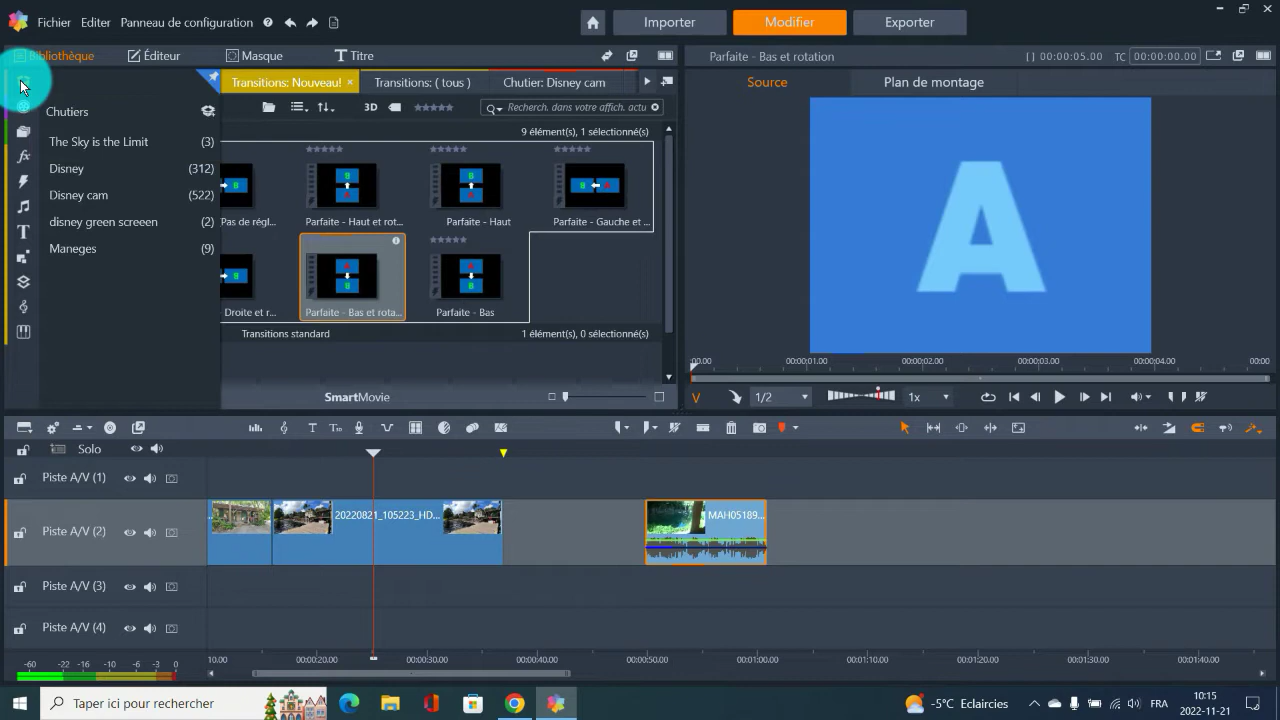 Fichier Editer Panneau de configuration
Importer Modifier Exporter
Bibliothèque Éditeur Masque Titre
Parfaite - Bas et rotation [] 00:00:05.00 TC 00:00:00.00
Transitions: Nouveau! × Transitions: ( tous ) Chutier: Disney cam
Source Plan de montage
Chutiers
3D
Recherch. dans votre affich. actu
9 élément(s), 1 sélectionné(s)
The Sky is the Limit (3)
Disney (312)
Disney cam (522)
disney green screeen (2)
Maneges (9)
Pas de régl... Parfaite - Haut et rot... Parfaite - Haut Parfaite - Gauche et ...
Droite et r... Parfaite - Bas et rota... Parfaite - Bas
Transitions standard 1 élément(s), 0 sélectionné(s)
SmartMovie
:00.00 00:00:01.00 00:00:02.00 00:00:03.00 00:00:04.00 00:00
V 1/2 1x
Solo
Piste A/V (1)
Piste A/V (2)
20220821_105223_HD... MAH05189...
Piste A/V (3)
Piste A/V (4)
-60 -22 -16 -10 -6 -3 0
10.00 00:00:20.00 00:00:30.00 00:00:40.00 00:00:50.00 00:01:00.00 00:01:10.00 00:01:20.00 00:01:30.00 00:01:40.00
Taper ici pour rechercher
-5°C Eclaircies
FRA
10:15
2022-11-21
A